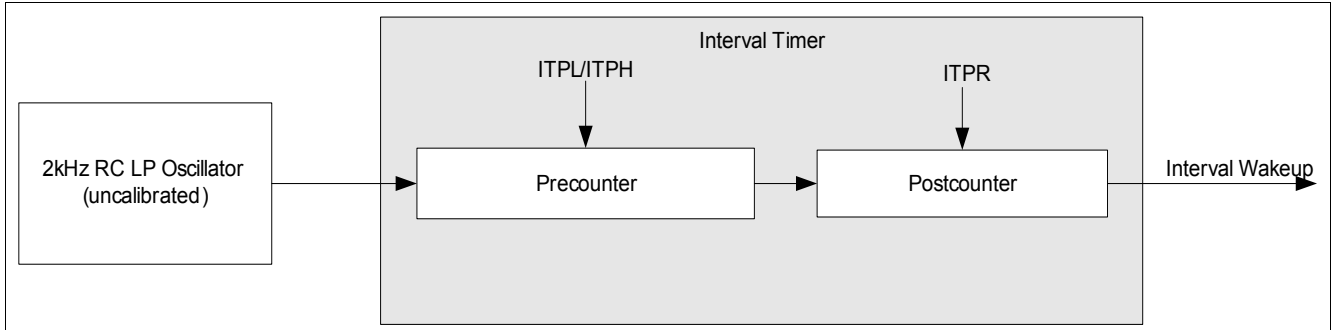 Interval Timer
ITPL/ITPH
ITPR
2kHz RC LP Oscillator
(uncalibrated)
Precounter
Postcounter
Interval Wakeup